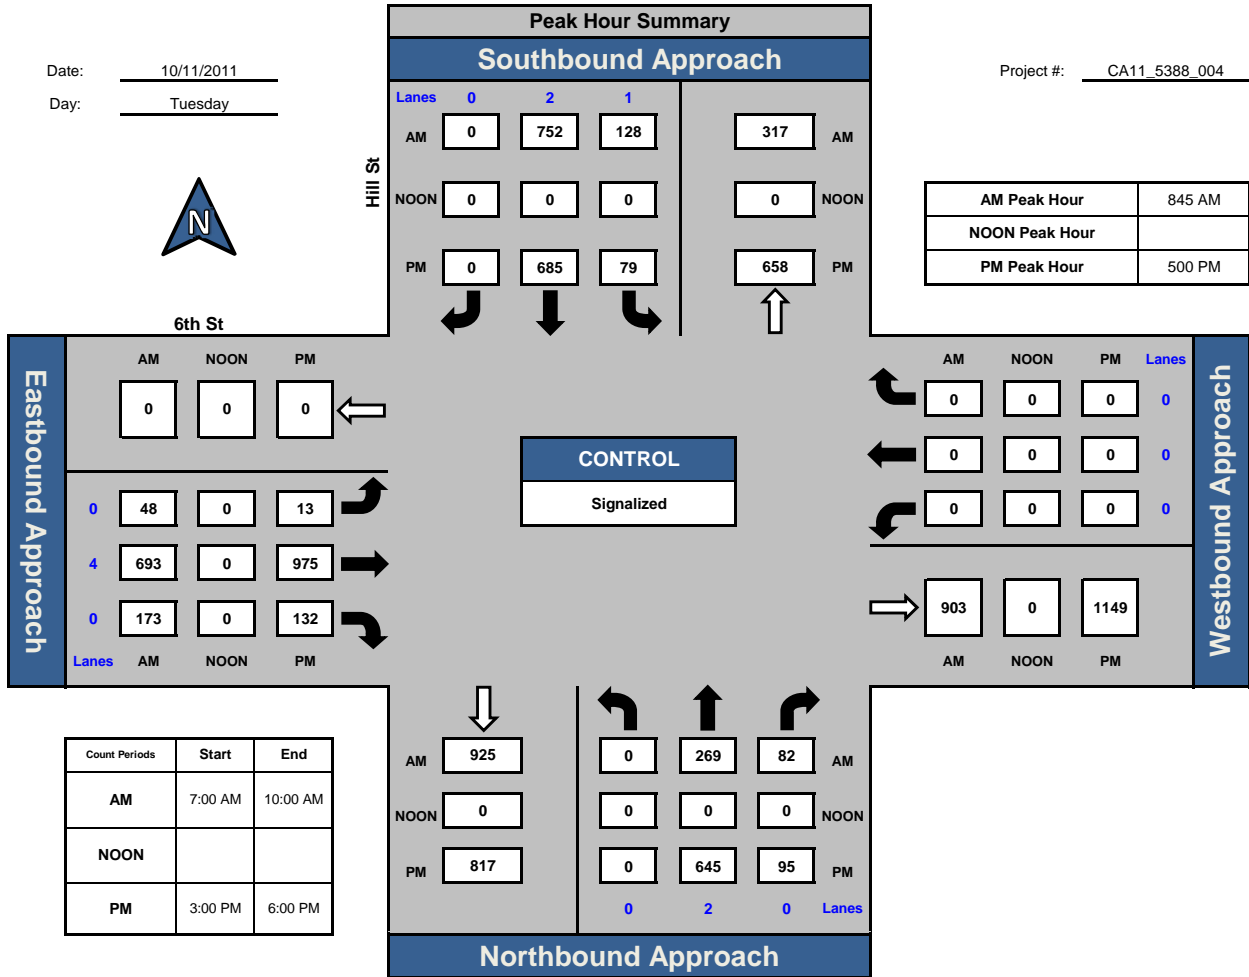 Peak Hour Summary
Southbound Approach
Date: 10/11/2011
Project #: CA11_5388_004
Day: Tuesday
Lanes 0 2 1
AM 0 752 128 317 AM
Hill St
N
NOON 0 0 0 0 NOON
AM Peak Hour 845 AM
NOON Peak Hour
PM Peak Hour 500 PM
PM 0 685 79 658 PM
6th St
Eastbound Approach
AM NOON PM
0 0 0
0 48 0 13
4 693 0 975
0 173 0 132
Lanes AM NOON PM
CONTROL
Signalized
AM NOON PM Lanes
0 0 0 0
0 0 0 0
0 0 0 0
903 0 1149
AM NOON PM
Westbound Approach
Count Periods Start End
AM 7:00 AM 10:00 AM
NOON
PM 3:00 PM 6:00 PM
AM 925 0 269 82 AM
NOON 0 0 0 0 NOON
PM 817 0 645 95 PM
0 2 0 Lanes
Northbound Approach